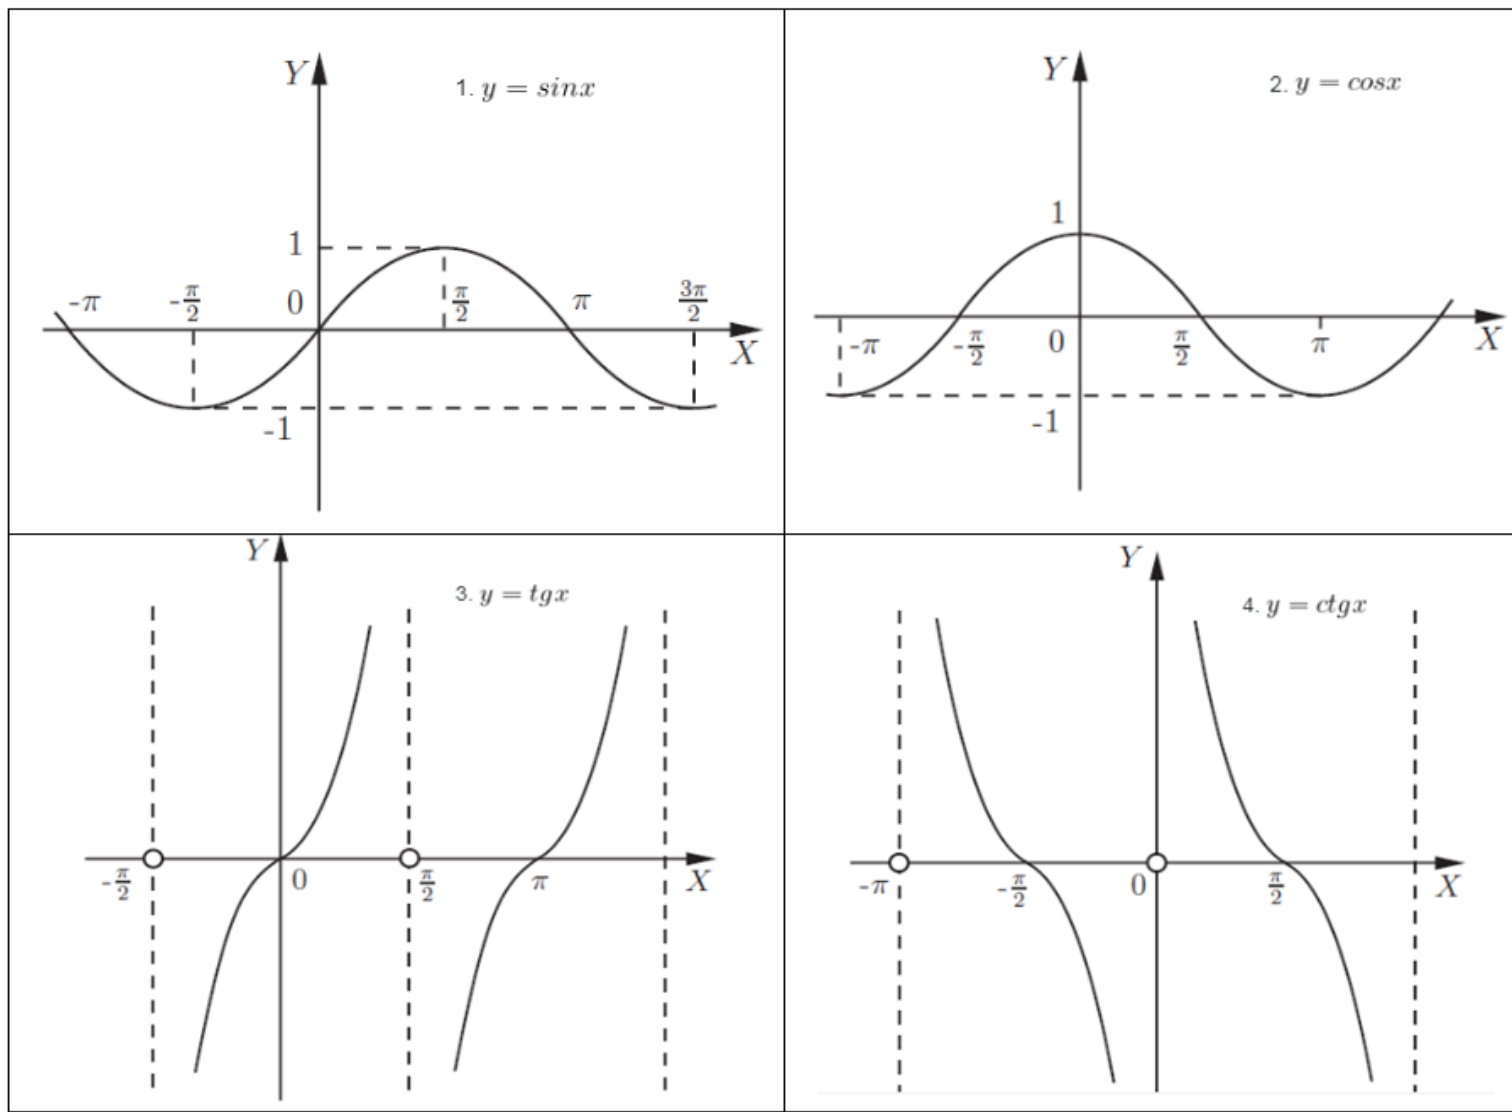 Y
1. y = sinx
1
-π -π/2 0 π/2 π 3π/2
X
-1
Y
2. y = cosx
1
-π -π/2 0 π/2 π X
-1
Y
3. y = tgx
-π/2 0 π/2 π X
Y
4. y = ctgx
-π -π/2 0 π/2 X